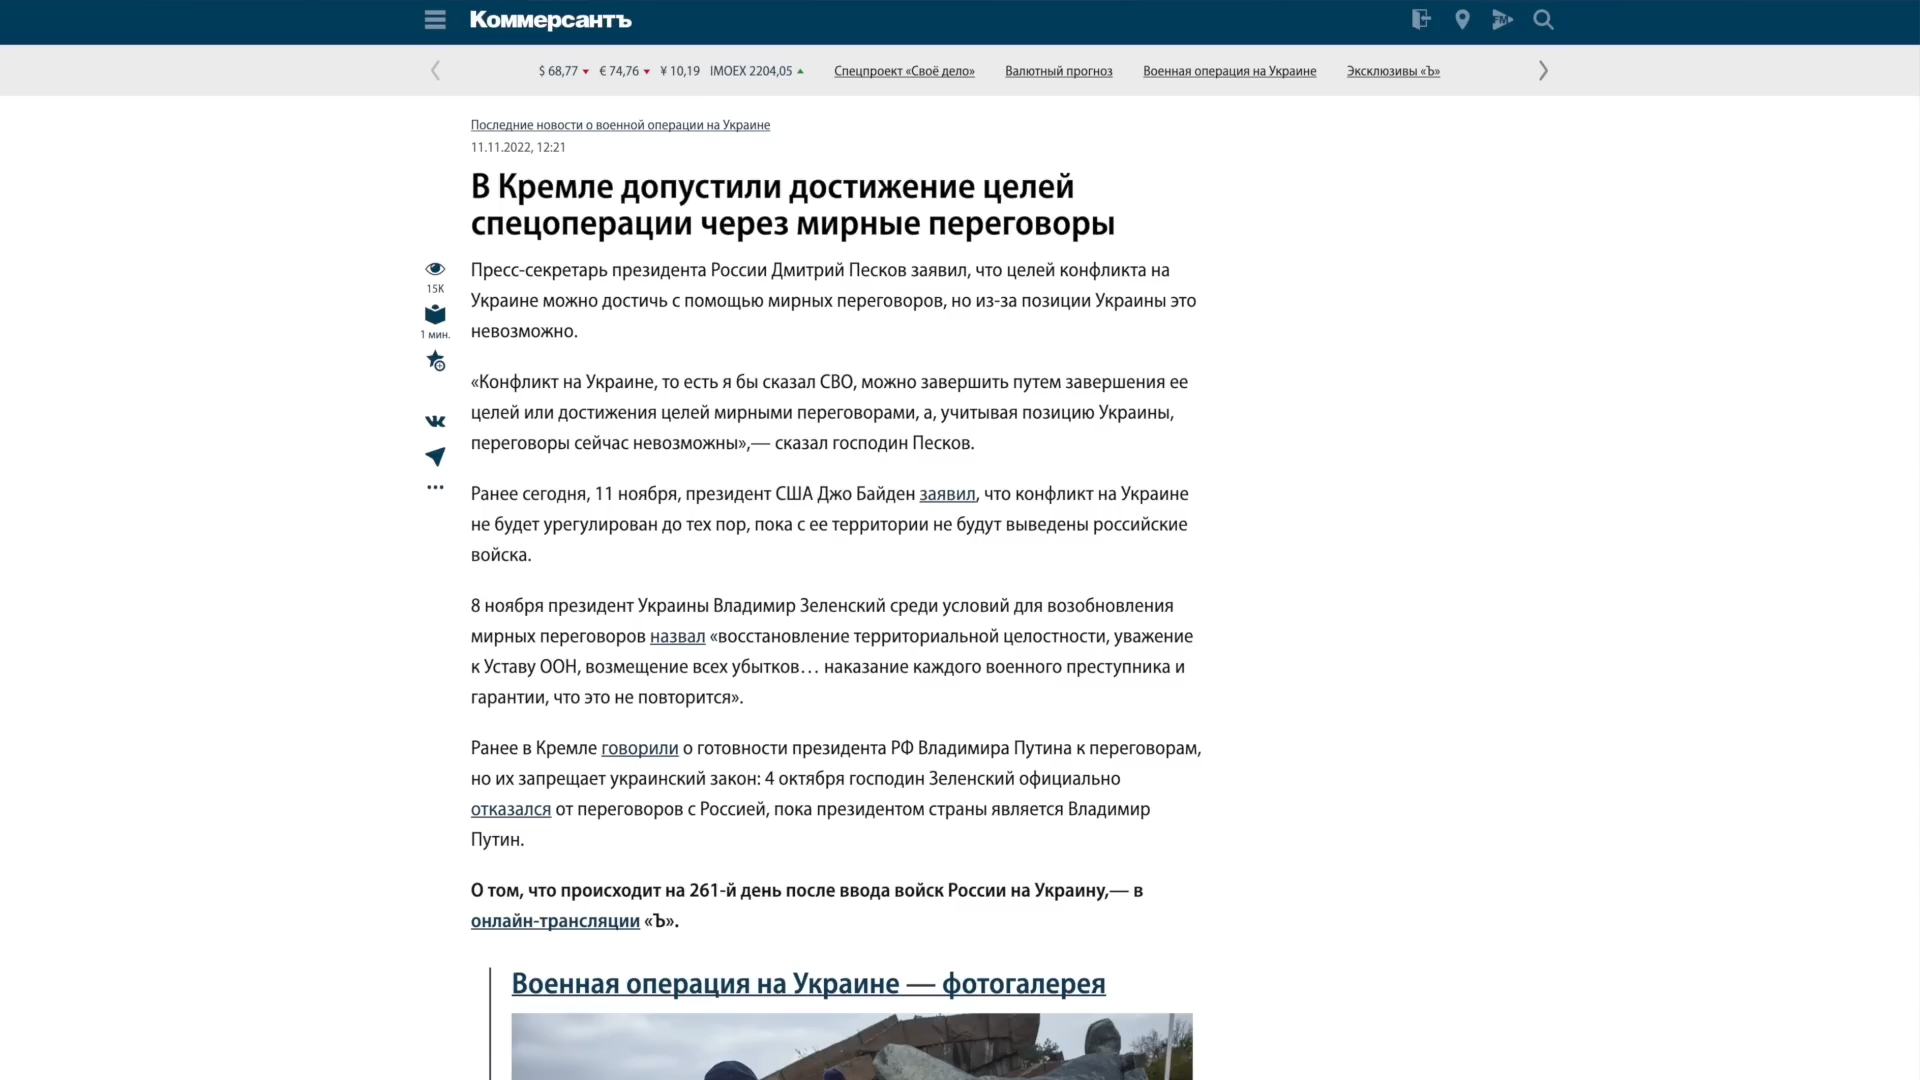 Коммерсантъ
FM
$ 68,77 € 74,76 ¥ 10,19 IMOEX 2204,05 Спецпроект «Своё дело» Валютный прогноз Военная операция на Украине Эксклюзивы «Ъ»
Последние новости о военной операции на Украине
11.11.2022, 12:21
В Кремле допустили достижение целей
спецоперации через мирные переговоры
15K
1 мин.
Пресс-секретарь президента России Дмитрий Песков заявил, что целей конфликта на
Украине можно достичь с помощью мирных переговоров, но из-за позиции Украины это
невозможно.
«Конфликт на Украине, то есть я бы сказал СВО, можно завершить путем завершения ее
целей или достижения целей мирными переговорами, а, учитывая позицию Украины,
переговоры сейчас невозможны»,— сказал господин Песков.
Ранее сегодня, 11 ноября, президент США Джо Байден заявил, что конфликт на Украине
не будет урегулирован до тех пор, пока с ее территории не будут выведены российские
войска.
8 ноября президент Украины Владимир Зеленский среди условий для возобновления
мирных переговоров назвал «восстановление территориальной целостности, уважение
к Уставу ООН, возмещение всех убытков… наказание каждого военного преступника и
гарантии, что это не повторится».
Ранее в Кремле говорили о готовности президента РФ Владимира Путина к переговорам,
но их запрещает украинский закон: 4 октября господин Зеленский официально
отказался от переговоров с Россией, пока президентом страны является Владимир
Путин.
О том, что происходит на 261-й день после ввода войск России на Украину,— в
онлайн-трансляции «Ъ».
Военная операция на Украине — фотогалерея